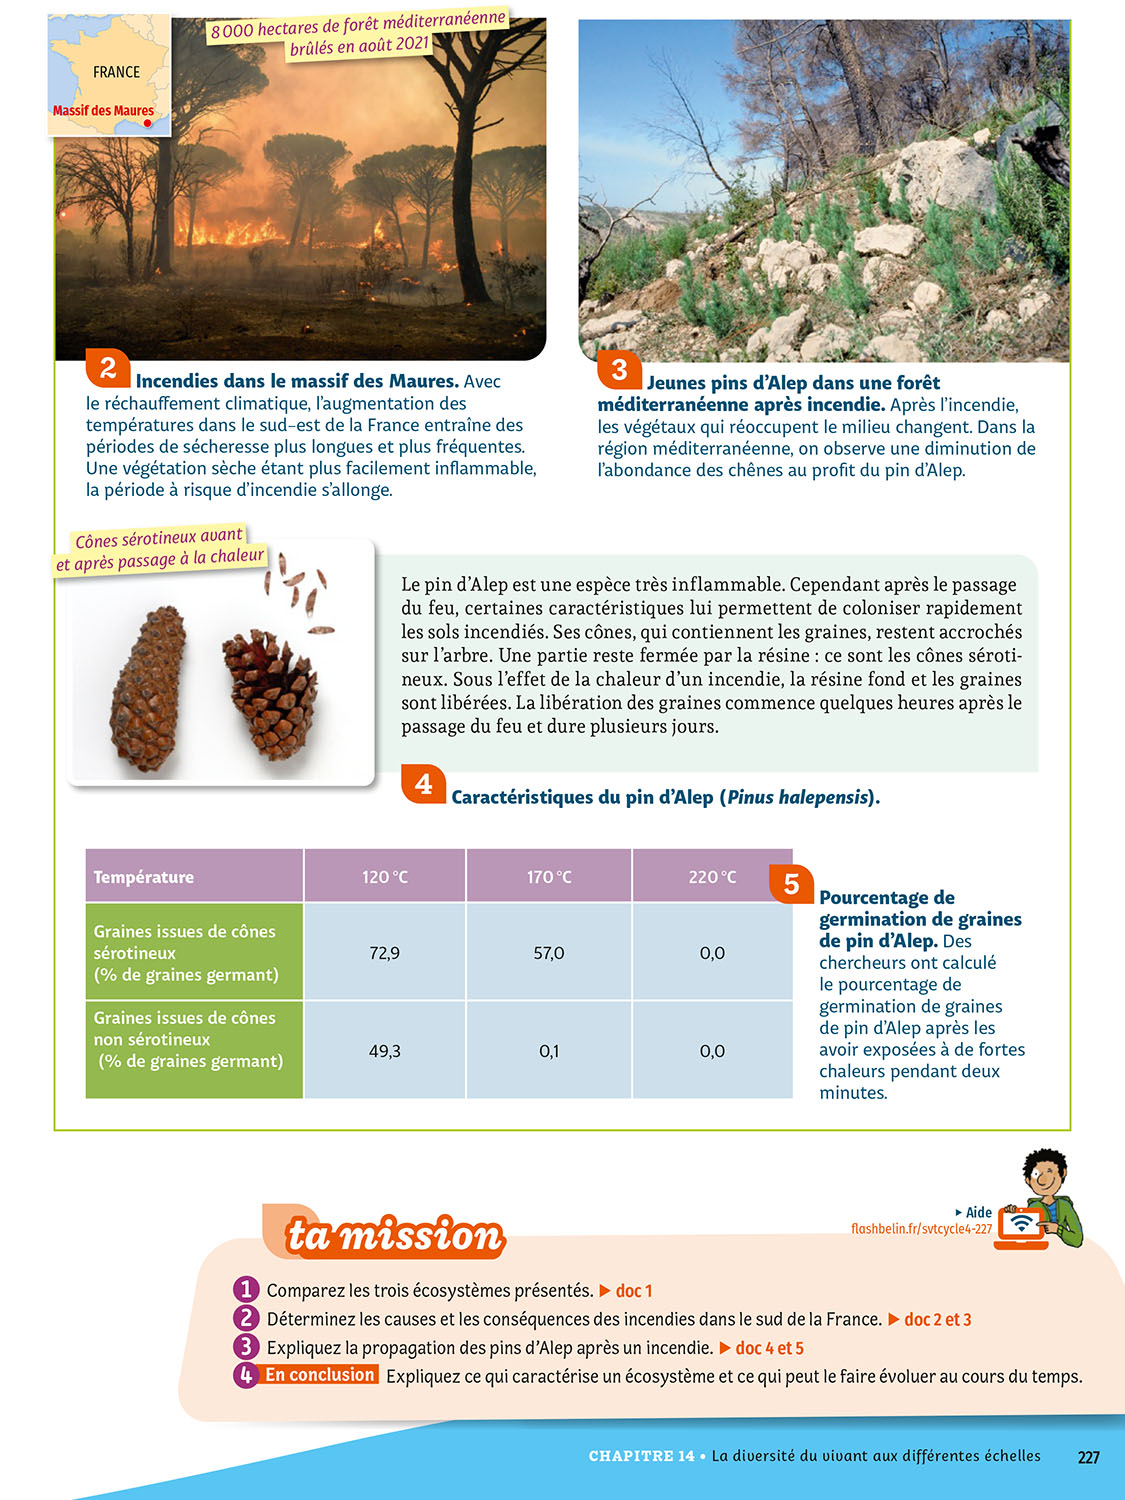 8 000 hectares de forêt méditerranéenne
brûlés en août 2021
FRANCE
Massif des Maures
2 Incendies dans le massif des Maures. Avec
le réchauffement climatique, l'augmentation des
températures dans le sud-est de la France entraîne des
périodes de sécheresse plus longues et plus fréquentes.
Une végétation sèche étant plus facilement inflammable,
la période à risque d'incendie s'allonge.
3 Jeunes pins d'Alep dans une forêt
méditerranéenne après incendie. Après l'incendie,
les végétaux qui réoccupent le milieu changent. Dans la
région méditerranéenne, on observe une diminution de
l'abondance des chênes au profit du pin d'Alep.
Cônes sérotineux avant
et après passage à la chaleur
Le pin d'Alep est une espèce très inflammable. Cependant après le passage
du feu, certaines caractéristiques lui permettent de coloniser rapidement
les sols incendiés. Ses cônes, qui contiennent les graines, restent accrochés
sur l'arbre. Une partie reste fermée par la résine : ce sont les cônes séroti-
neux. Sous l'effet de la chaleur d'un incendie, la résine fond et les graines
sont libérées. La libération des graines commence quelques heures après le
passage du feu et dure plusieurs jours.
4 Caractéristiques du pin d'Alep (Pinus halepensis).
Température 120 °C 170 °C 220 °C
Graines issues de cônes
sérotineux
(% de graines germant)
72,9 57,0 0,0
Graines issues de cônes
non sérotineux
(% de graines germant)
49,3 0,1 0,0
5 Pourcentage de
germination de graines
de pin d'Alep. Des
chercheurs ont calculé
le pourcentage de
germination de graines
de pin d'Alep après les
avoir exposées à de fortes
chaleurs pendant deux
minutes.
▶ Aide
flashbelin.fr/svtcycle4-227
ta mission
1 Comparez les trois écosystèmes présentés. ▶ doc 1
2 Déterminez les causes et les conséquences des incendies dans le sud de la France. ▶ doc 2 et 3
3 Expliquez la propagation des pins d'Alep après un incendie. ▶ doc 4 et 5
4 En conclusion Expliquez ce qui caractérise un écosystème et ce qui peut le faire évoluer au cours du temps.
CHAPITRE 14 • La diversité du vivant aux différentes échelles 227